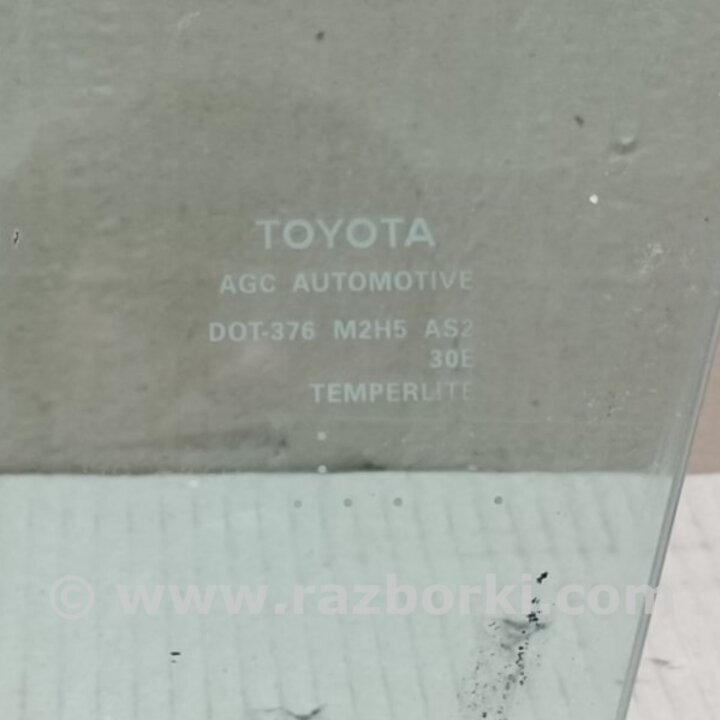 TOYOTA
AGC AUTOMOTIVE
DOT-376 M2H5 AS2
30E
TEMPERLITE
© www.razborki.com